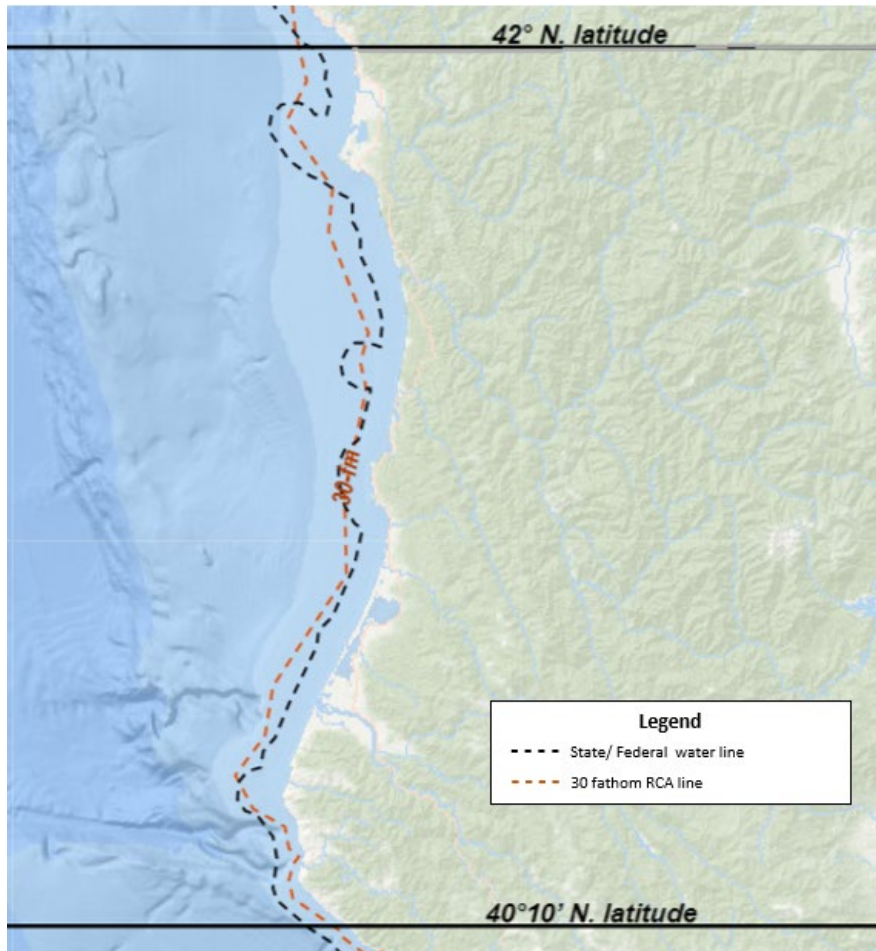 42° N. latitude
30-fm
Legend
State/ Federal water line
30 fathom RCA line
40°10' N. latitude